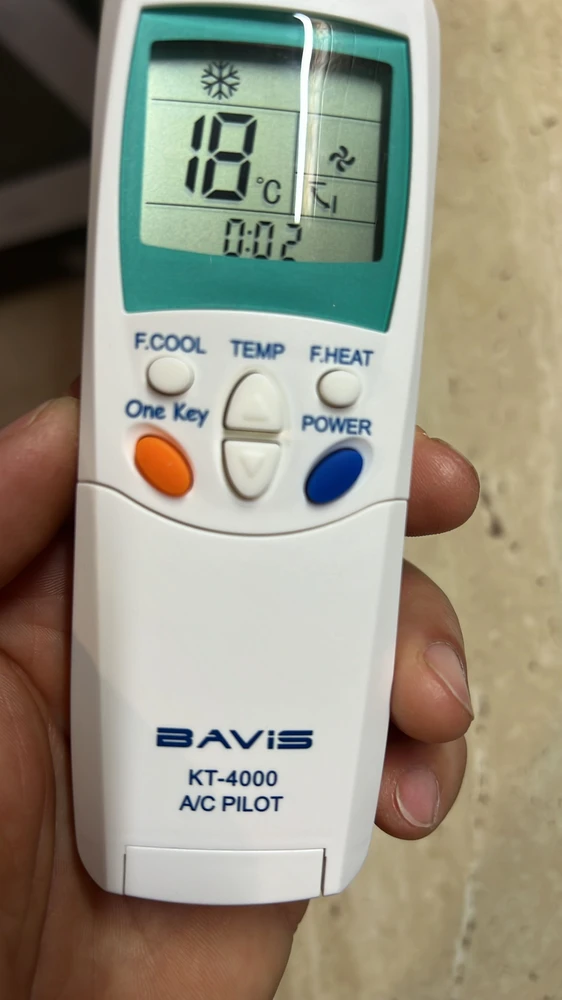 18 °C
0:02
F.COOL TEMP F.HEAT
One Key POWER
BAViS
KT-4000
A/C PILOT